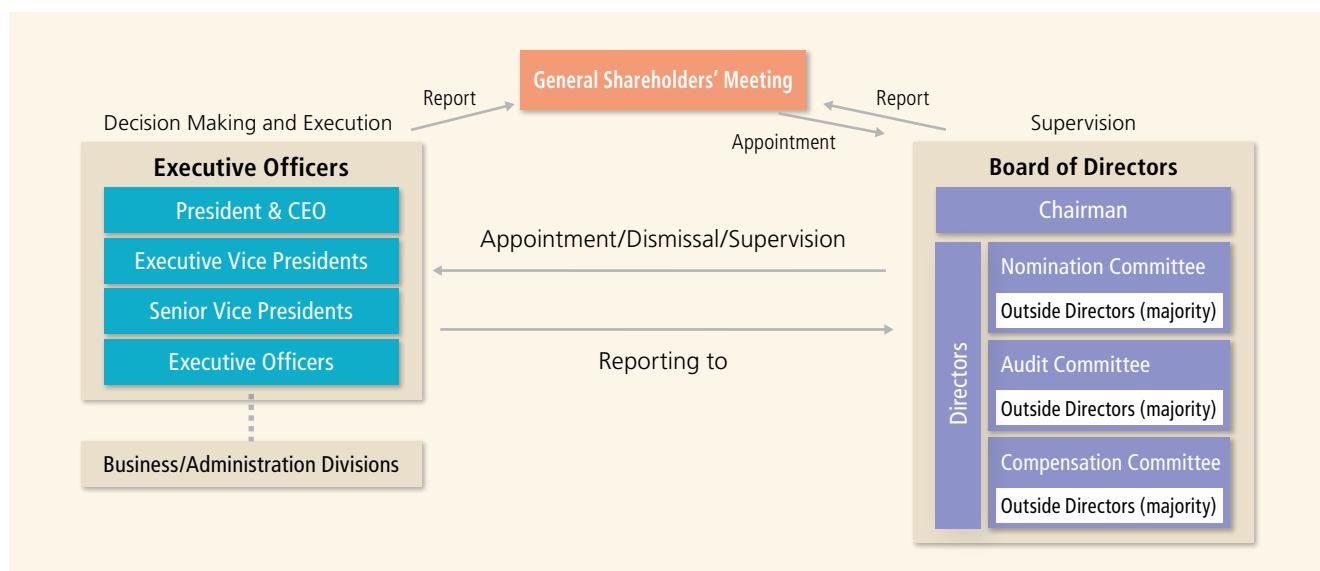 General Shareholders' Meeting
Report
Report
Decision Making and Execution
Appointment
Supervision
Executive Officers
President & CEO
Executive Vice Presidents
Senior Vice Presidents
Executive Officers
Business/Administration Divisions
Appointment/Dismissal/Supervision
Reporting to
Board of Directors
Chairman
Directors
Nomination Committee
Outside Directors (majority)
Audit Committee
Outside Directors (majority)
Compensation Committee
Outside Directors (majority)